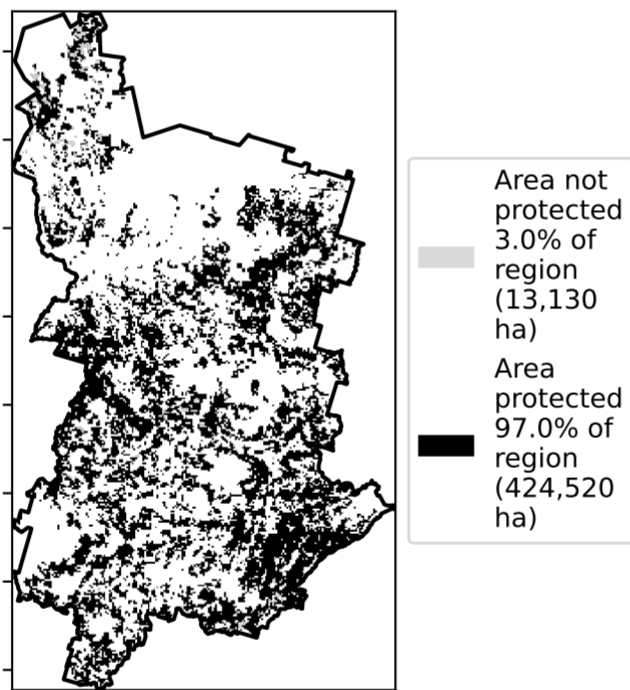 Area not
protected
3.0% of
region
(13,130
ha)
Area
protected
97.0% of
region
(424,520
ha)